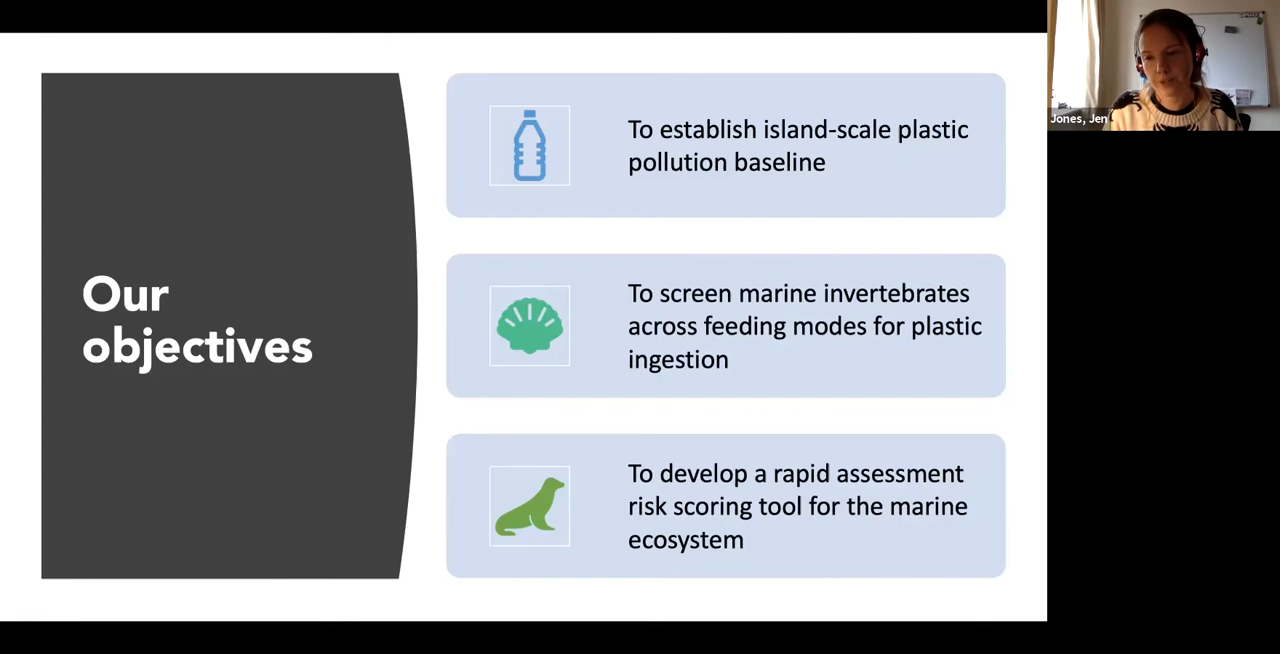 Our
objectives
To establish island-scale plastic
pollution baseline
To screen marine invertebrates
across feeding modes for plastic
ingestion
To develop a rapid assessment
risk scoring tool for the marine
ecosystem
Jones, Jen